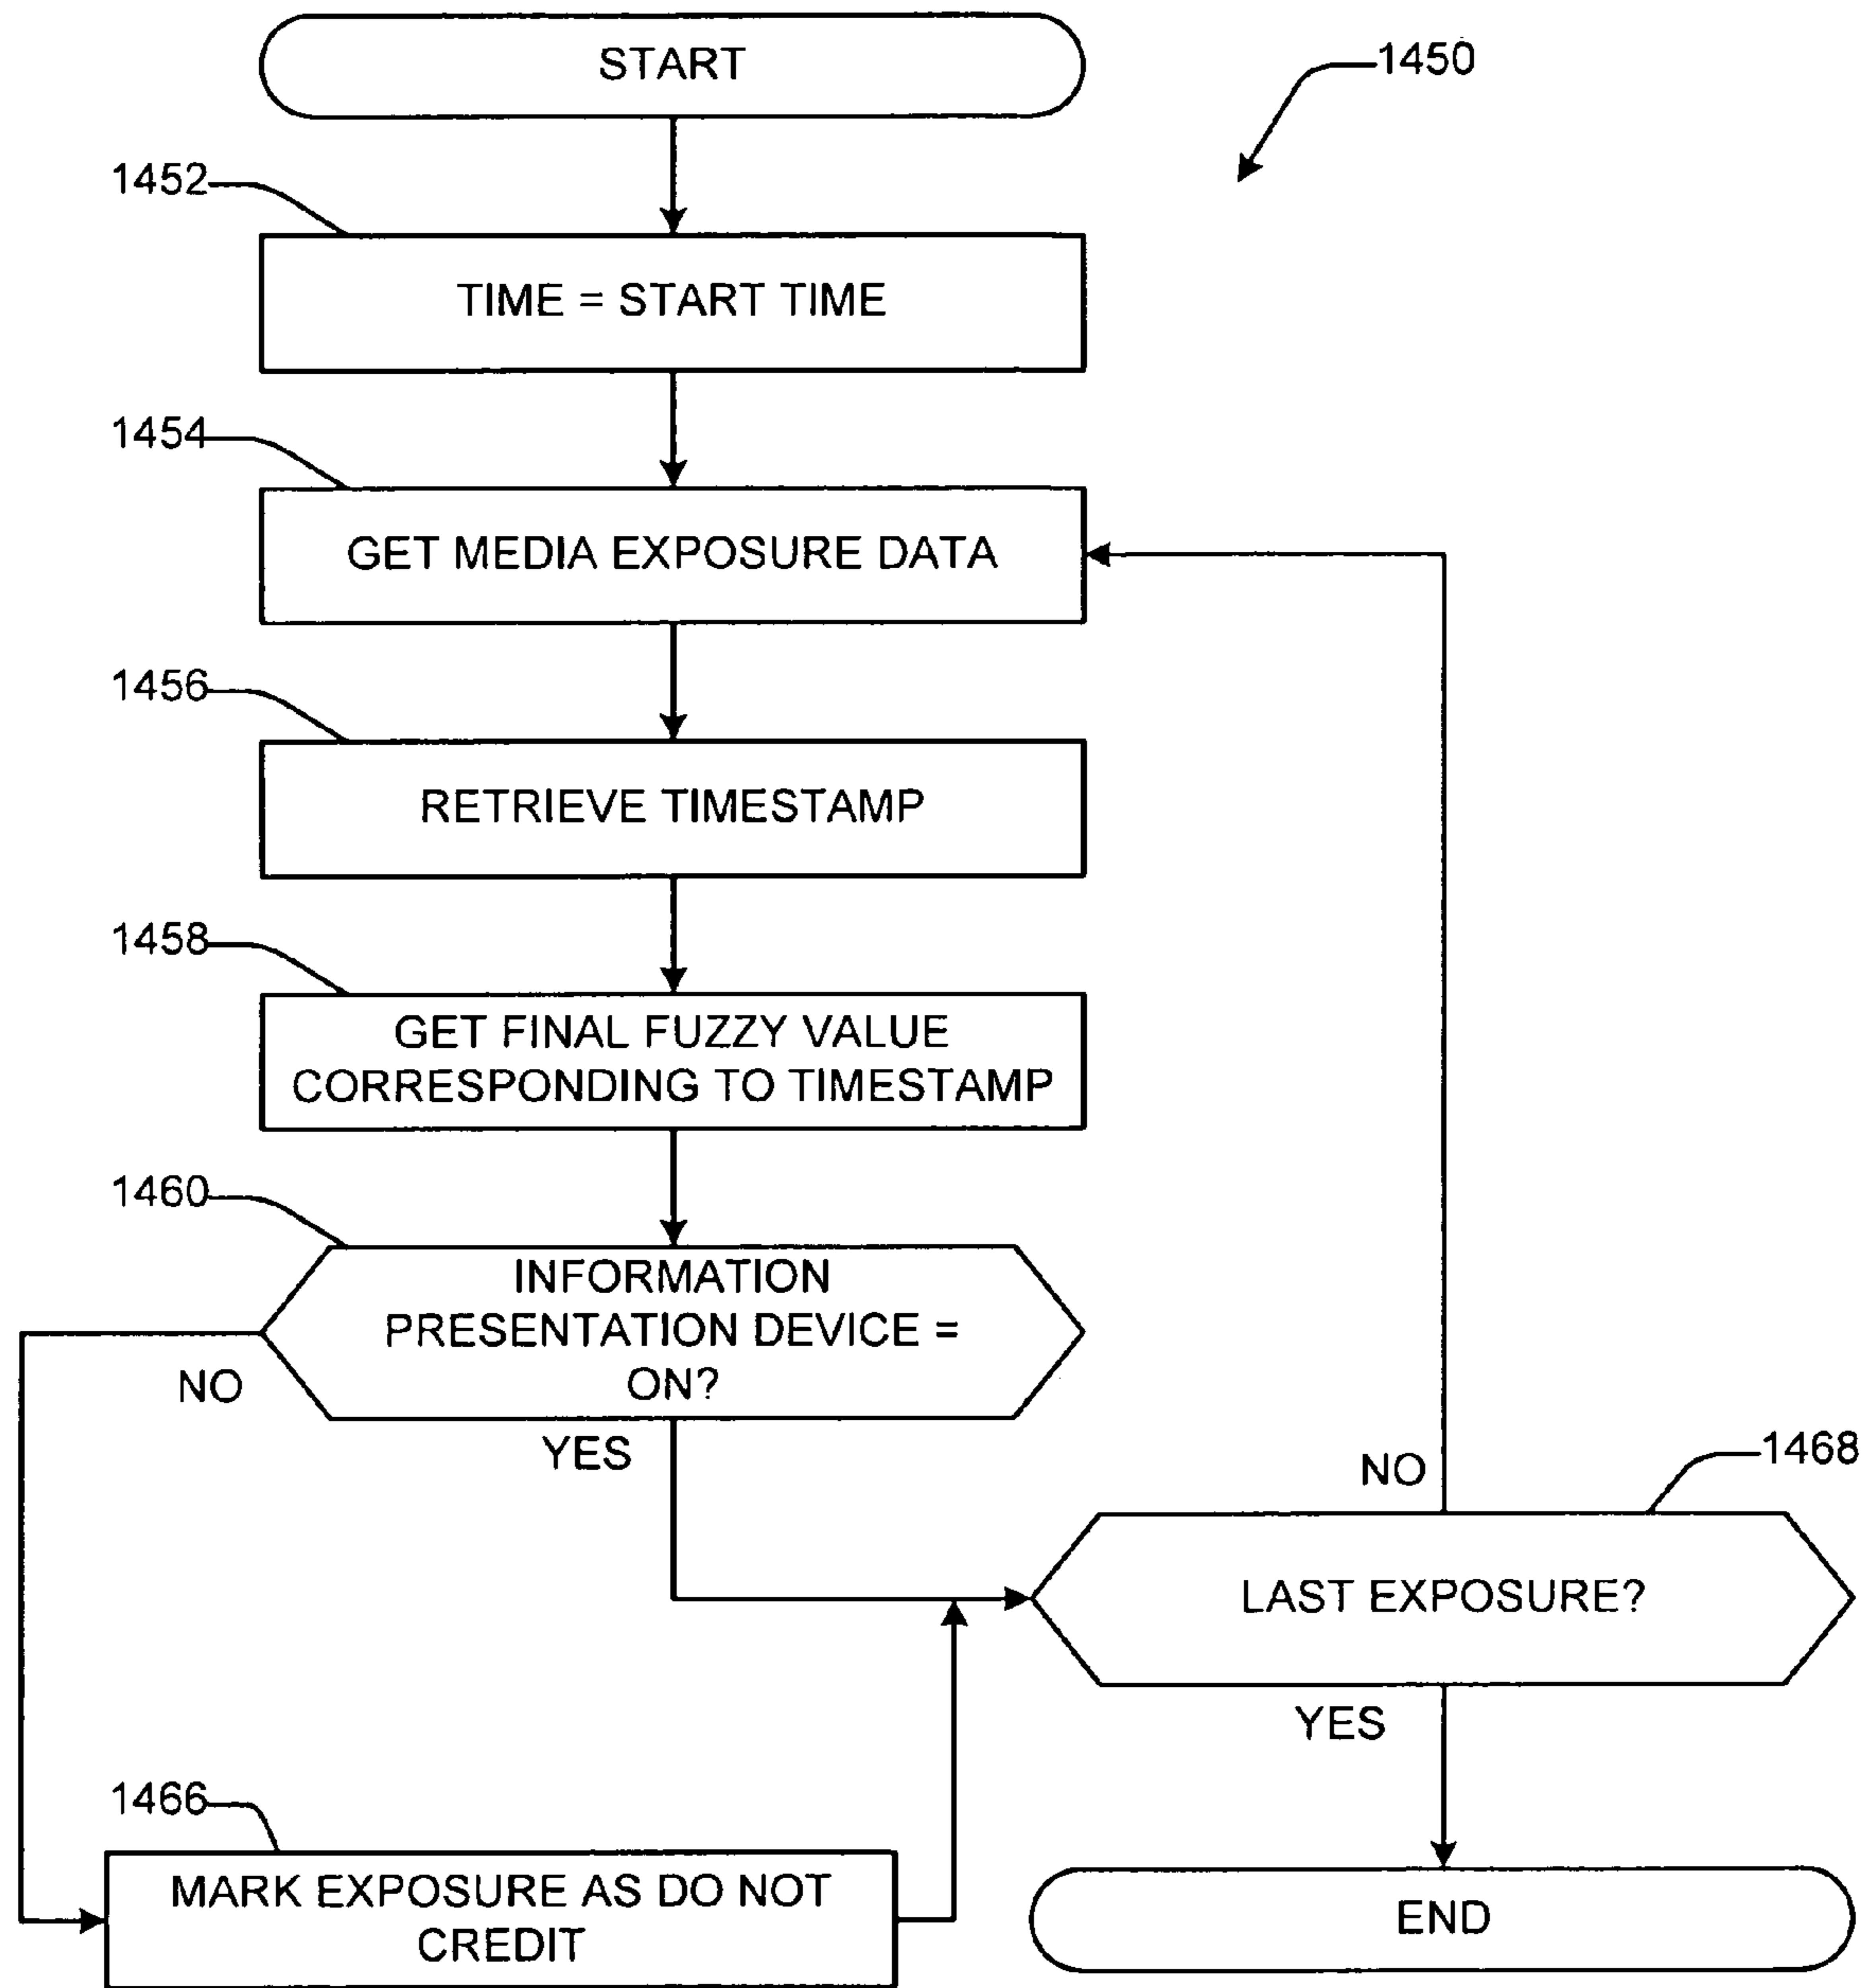 START
1450
1452
TIME = START TIME
1454
GET MEDIA EXPOSURE DATA
1456
RETRIEVE TIMESTAMP
1458
GET FINAL FUZZY VALUE
CORRESPONDING TO TIMESTAMP
1460
INFORMATION
PRESENTATION DEVICE =
ON?
NO
YES
NO
1468
LAST EXPOSURE?
YES
1466
MARK EXPOSURE AS DO NOT
CREDIT
END